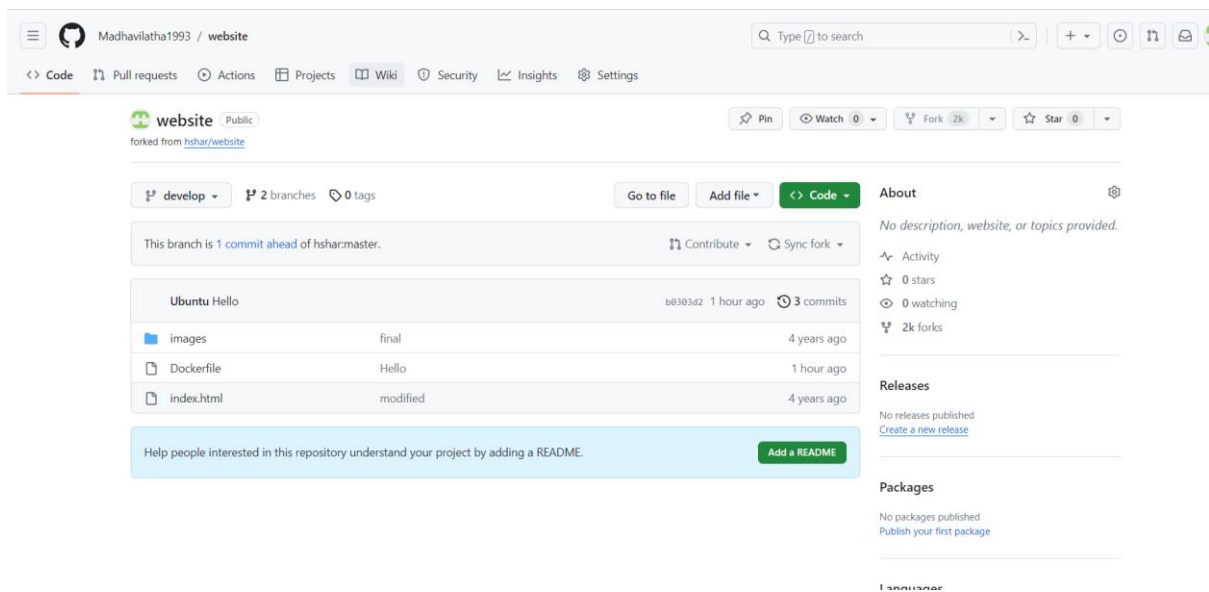 Madhavilatha1993 / website
Type / to search
Code Pull requests Actions Projects Wiki Security Insights Settings
website Public
forked from hshar/website
Pin Watch 0 Fork 2k Star 0
develop 2 branches 0 tags
Go to file Add file <> Code
This branch is 1 commit ahead of hshar:master.
Contribute Sync fork
Ubuntu Hello b0303d2 1 hour ago 3 commits
images final 4 years ago
Dockerfile Hello 1 hour ago
index.html modified 4 years ago
Help people interested in this repository understand your project by adding a README.
Add a README
About
No description, website, or topics provided.
Activity
0 stars
0 watching
2k forks
Releases
No releases published
Create a new release
Packages
No packages published
Publish your first package
Languages